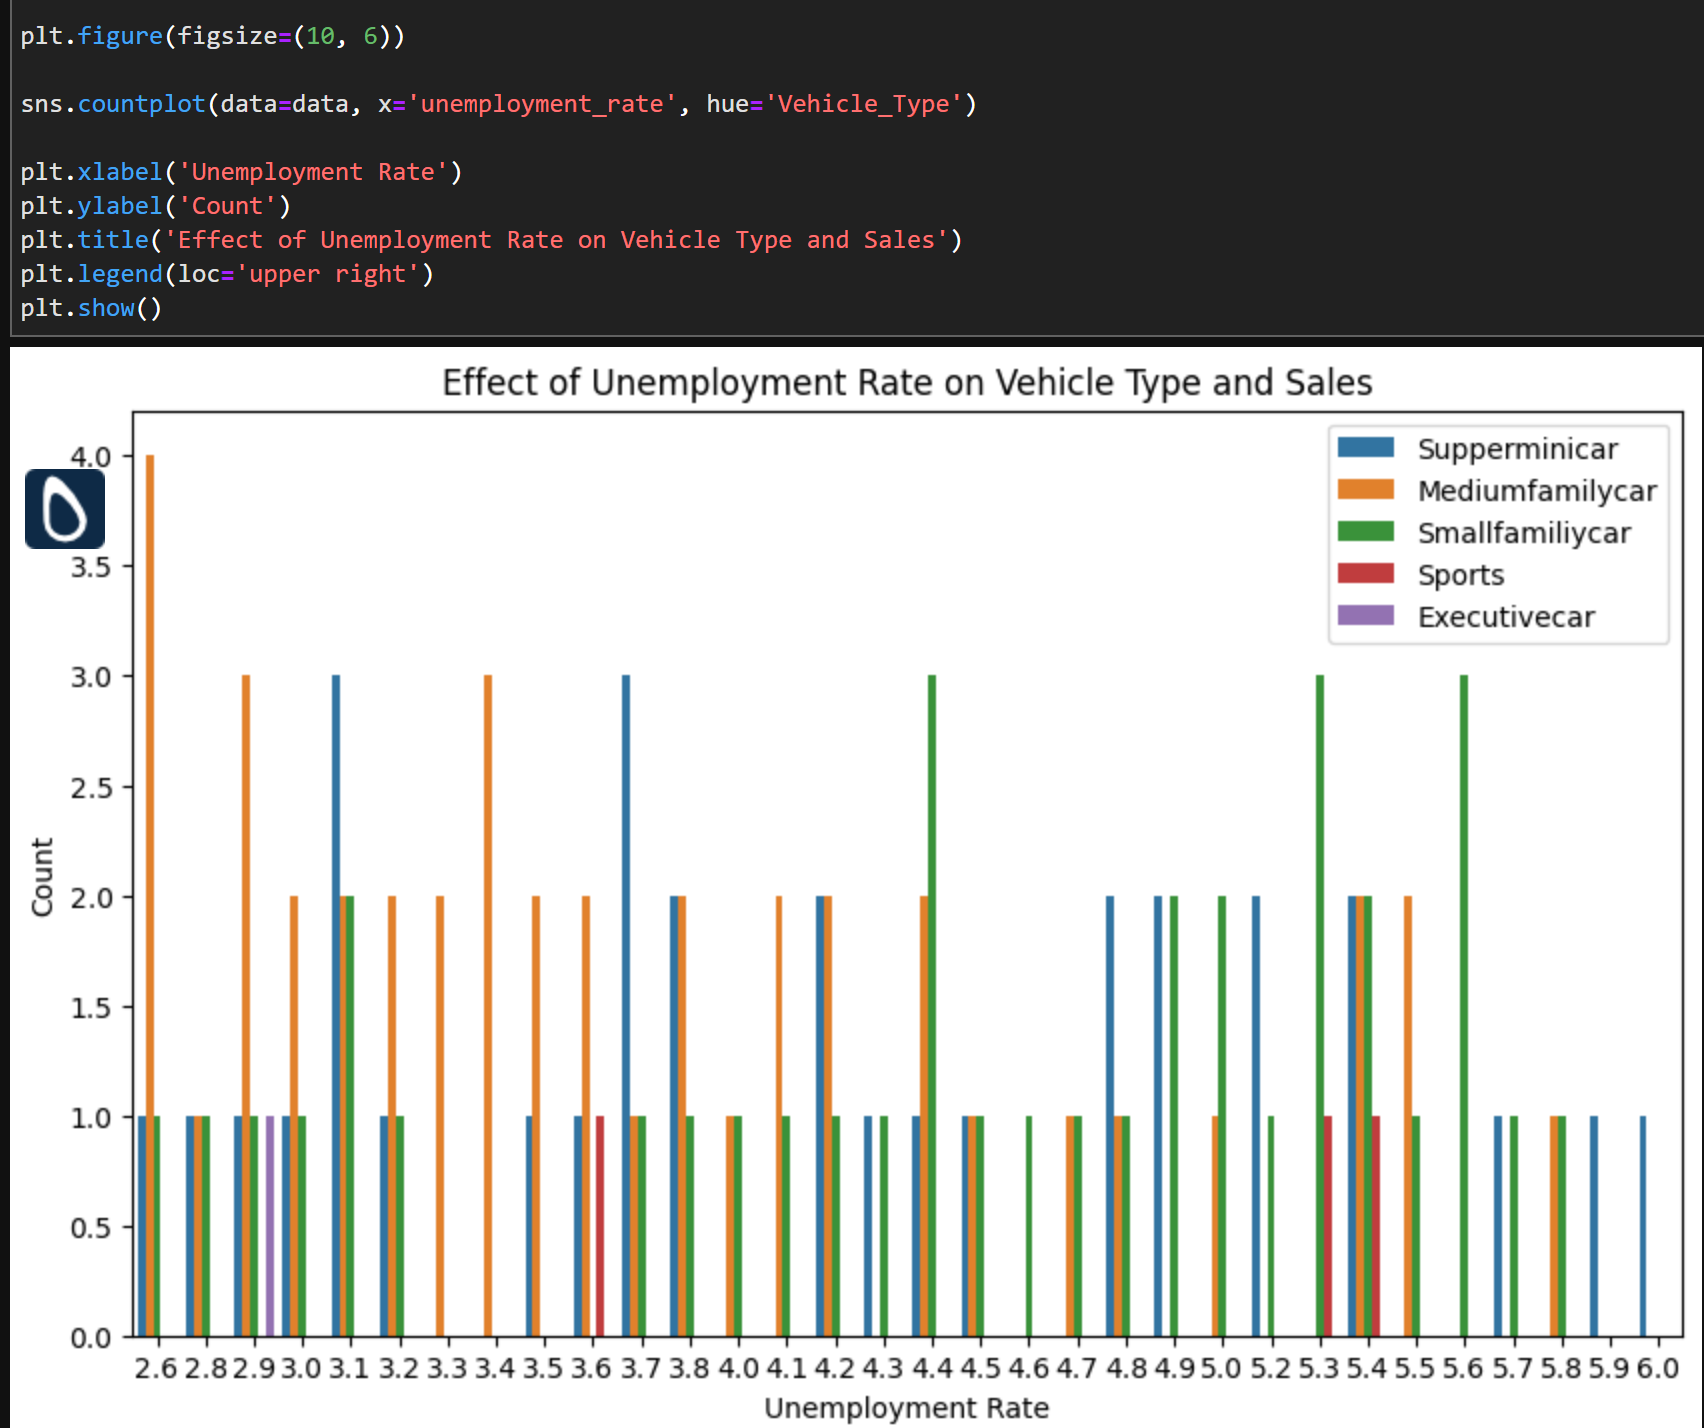 plt.figure(figsize=(10, 6))
sns.countplot(data=data, x='unemployment_rate', hue='Vehicle_Type')
plt.xlabel('Unemployment Rate')
plt.ylabel('Count')
plt.title('Effect of Unemployment Rate on Vehicle Type and Sales')
plt.legend(loc='upper right')
plt.show()
Effect of Unemployment Rate on Vehicle Type and Sales
Supperminicar
Mediumfamilycar
Smallfamiliycar
Sports
Executivecar
4.0
3.5
3.0
2.5
2.0
1.5
1.0
0.5
0.0
Count
2.6 2.8 2.9 3.0 3.1 3.2 3.3 3.4 3.5 3.6 3.7 3.8 4.0 4.1 4.2 4.3 4.4 4.5 4.6 4.7 4.8 4.9 5.0 5.2 5.3 5.4 5.5 5.6 5.7 5.8 5.9 6.0
Unemployment Rate